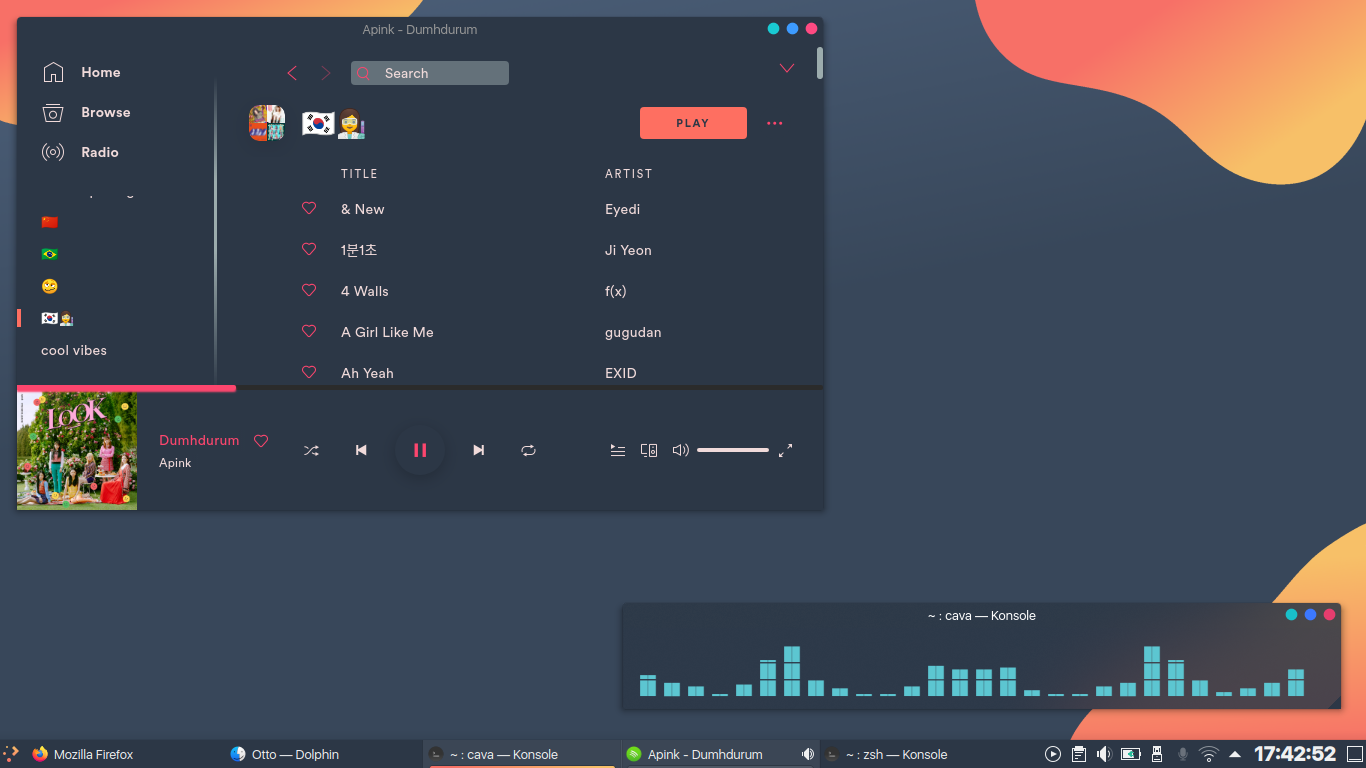 Apink - Dumhdurum
Home
Browse
Radio
cool vibes
Search
PLAY
TITLE ARTIST
& New Eyedi
1분1초 Ji Yeon
4 Walls f(x)
A Girl Like Me gugudan
Ah Yeah EXID
LOOK
Dumhdurum
Apink
~ : cava — Konsole
Mozilla Firefox
Otto — Dolphin
~ : cava — Konsole
Apink - Dumhdurum
~ : zsh — Konsole
17:42:52